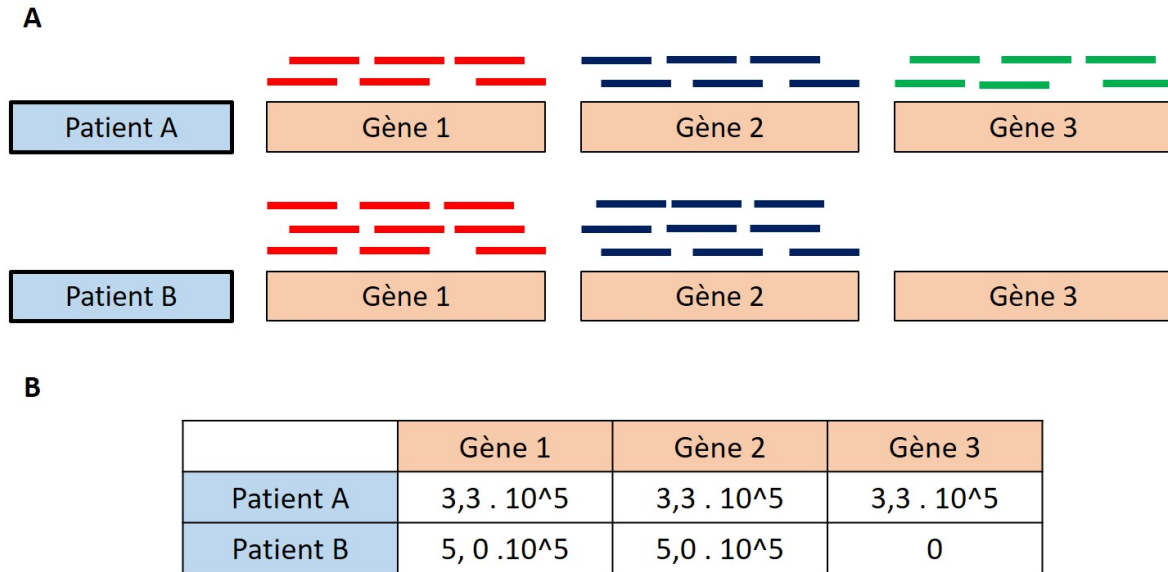 A
Patient A Gène 1 Gène 2 Gène 3
Patient B Gène 1 Gène 2 Gène 3
B
Gène 1 Gène 2 Gène 3
Patient A 3,3 . 10^5 3,3 . 10^5 3,3 . 10^5
Patient B 5, 0 .10^5 5,0 . 10^5 0